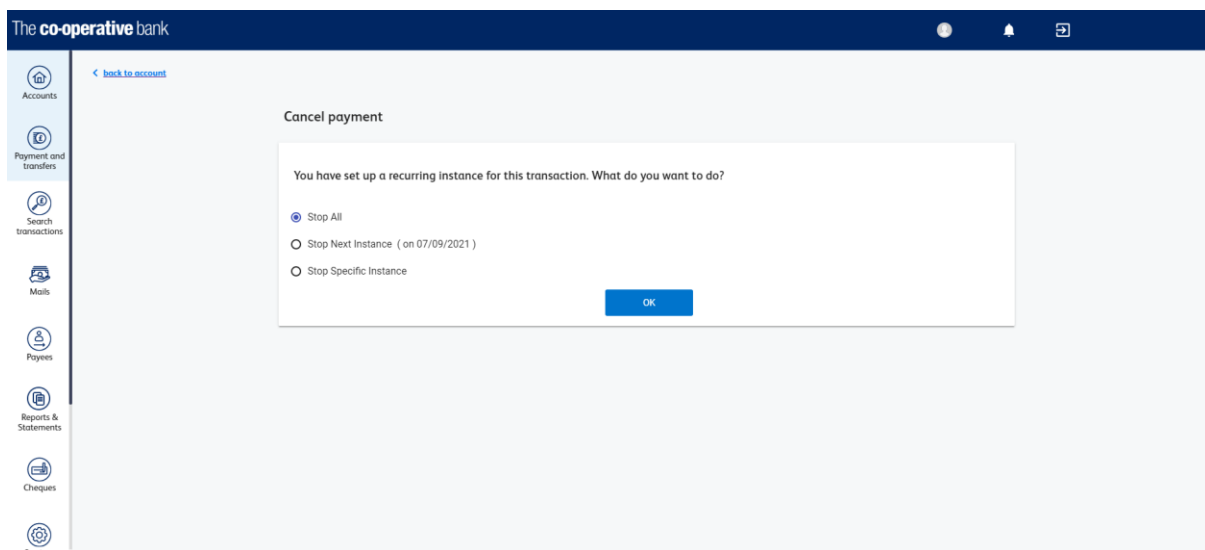 The co-operative bank
back to account
Accounts
Payment and
transfers
Search
transactions
Mails
Payees
Reports &
Statements
Cheques
Cancel payment
You have set up a recurring instance for this transaction. What do you want to do?
Stop All
Stop Next Instance ( on 07/09/2021 )
Stop Specific Instance
OK